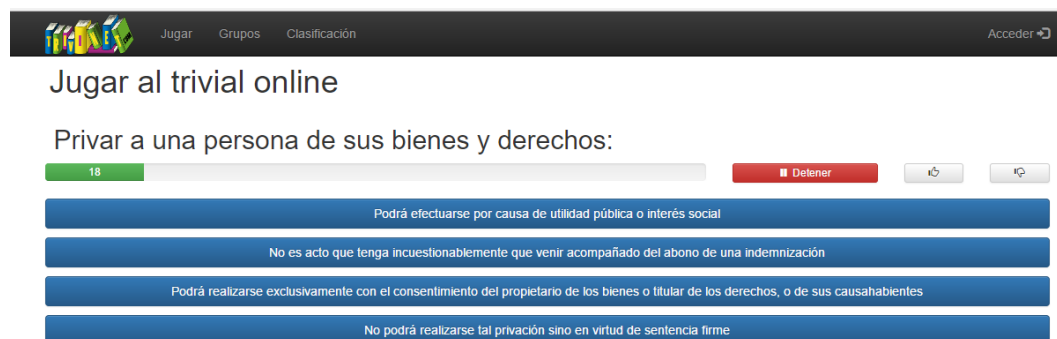 TRIVINET
Jugar Grupos Clasificación Acceder
Jugar al trivial online
Privar a una persona de sus bienes y derechos:
18 Detener
Podrá efectuarse por causa de utilidad pública o interés social
No es acto que tenga incuestionablemente que venir acompañado del abono de una indemnización
Podrá realizarse exclusivamente con el consentimiento del propietario de los bienes o titular de los derechos, o de sus causahabientes
No podrá realizarse tal privación sino en virtud de sentencia firme